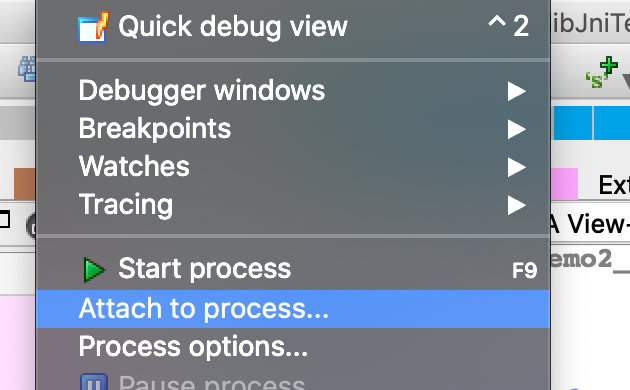 Quick debug view ^ 2
ibJniTe
Debugger windows
Breakpoints
Watches
Tracing
Ext
A View-
Start process F9
emo2_
Attach to process...
Process options...
Pause process